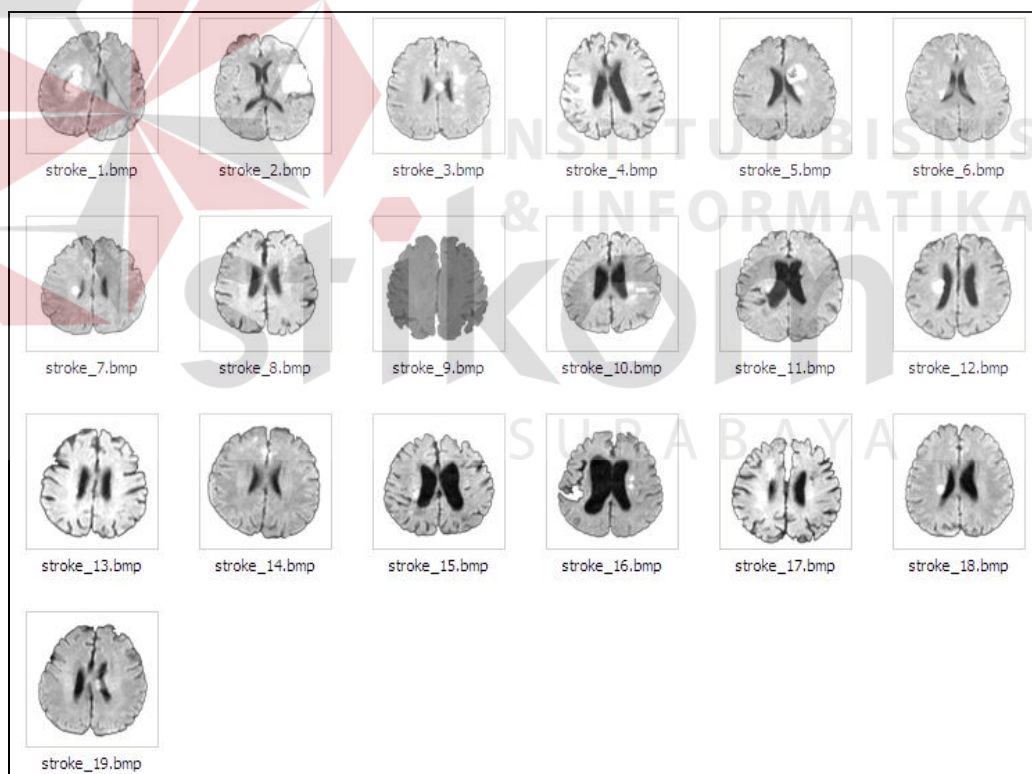 stroke_1.bmp stroke_2.bmp stroke_3.bmp stroke_4.bmp stroke_5.bmp stroke_6.bmp
INSTITUT BISNIS
& INFORMATIKA
stikom
stroke_7.bmp stroke_8.bmp stroke_9.bmp stroke_10.bmp stroke_11.bmp stroke_12.bmp
SURABAYA
stroke_13.bmp stroke_14.bmp stroke_15.bmp stroke_16.bmp stroke_17.bmp stroke_18.bmp
stroke_19.bmp